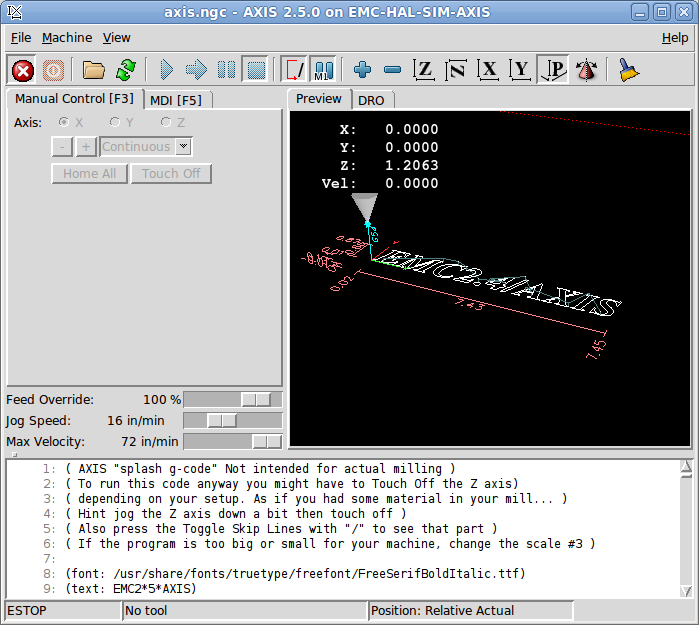 axis.ngc - AXIS 2.5.0 on EMC-HAL-SIM-AXIS
File Machine View Help
M1 Z N X Y P
Manual Control [F3] MDI [F5] Preview DRO
Axis: X Y Z
- + Continuous
Home All Touch Off
X: 0.0000
Y: 0.0000
Z: 1.2063
Vel: 0.0000
EMC2.4!AXIS
0.02
7.43
7.45
Feed Override: 100 %
Jog Speed: 16 in/min
Max Velocity: 72 in/min
1: ( AXIS "splash g-code" Not intended for actual milling )
2: ( To run this code anyway you might have to Touch Off the Z axis)
3: ( depending on your setup. As if you had some material in your mill... )
4: ( Hint jog the Z axis down a bit then touch off )
5: ( Also press the Toggle Skip Lines with "/" to see that part )
6: ( If the program is too big or small for your machine, change the scale #3 )
7:
8: (font: /usr/share/fonts/truetype/freefont/FreeSerifBoldItalic.ttf)
9: (text: EMC2*5*AXIS)
ESTOP No tool Position: Relative Actual